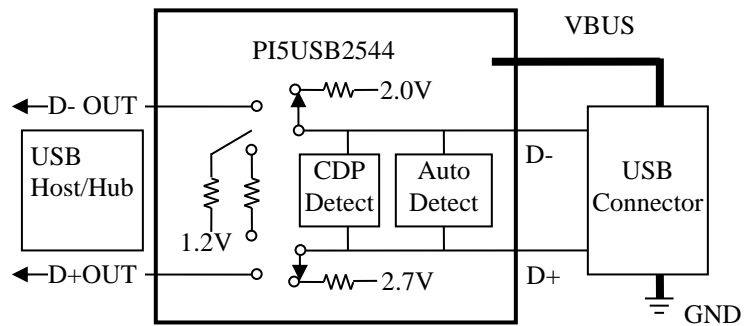 VBUS
PI5USB2544
2.0V
D- OUT
USB
Host/Hub
CDP
Detect
Auto
Detect
D-
USB
Connector
1.2V
D+OUT
2.7V
D+
GND